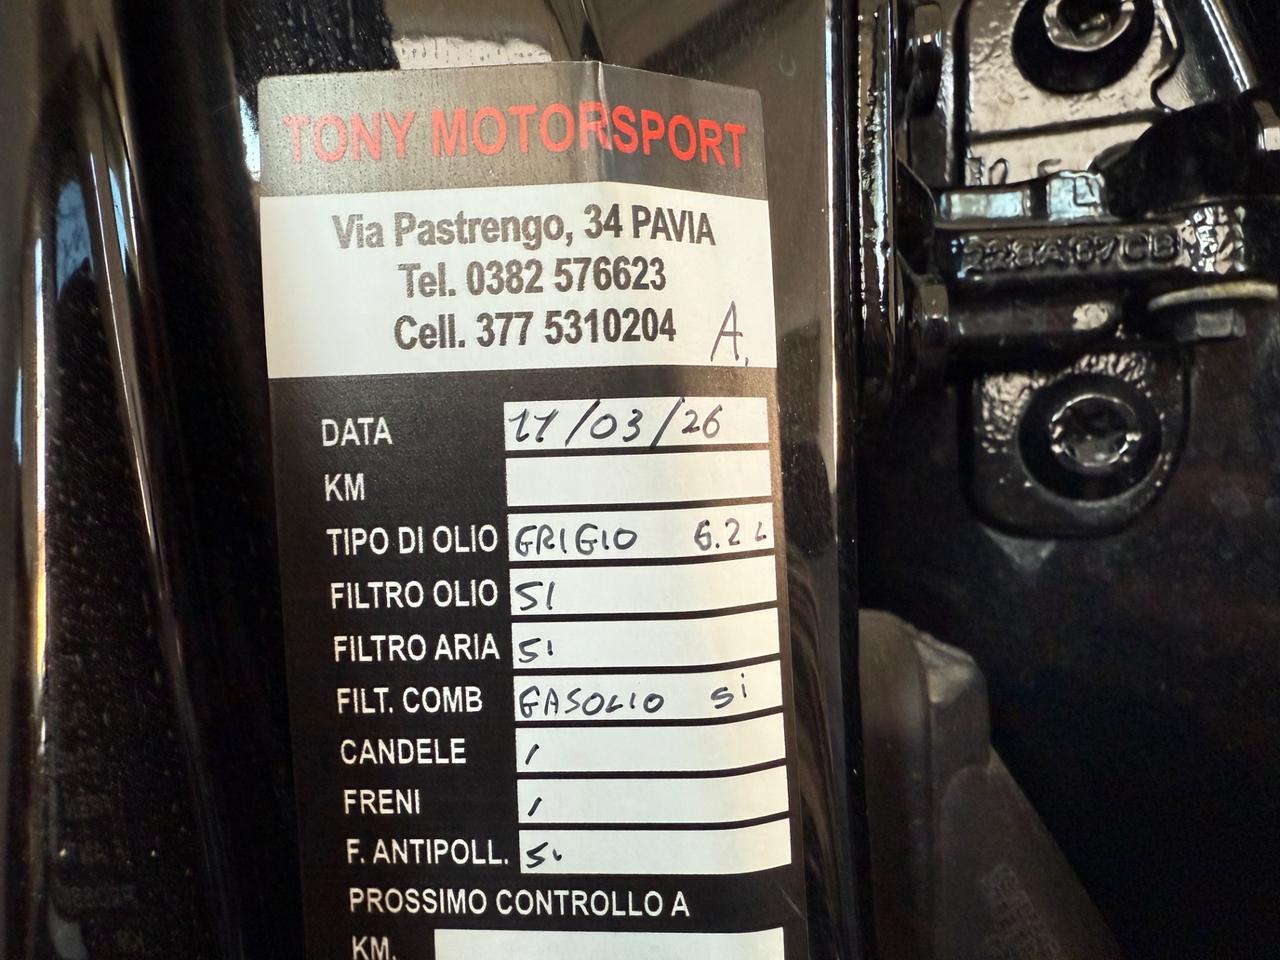 TONY MOTORSPORT
Via Pastrengo, 34 PAVIA
Tel. 0382 576623
Cell. 377 5310204 A.
DATA 11/03/26
KM
TIPO DI OLIO GRIGIO 6.2 L
FILTRO OLIO SI
FILTRO ARIA Si
FILT. COMB GASOLIO Si
CANDELE /
FRENI /
F. ANTIPOLL. Si
PROSSIMO CONTROLLO A
KM.